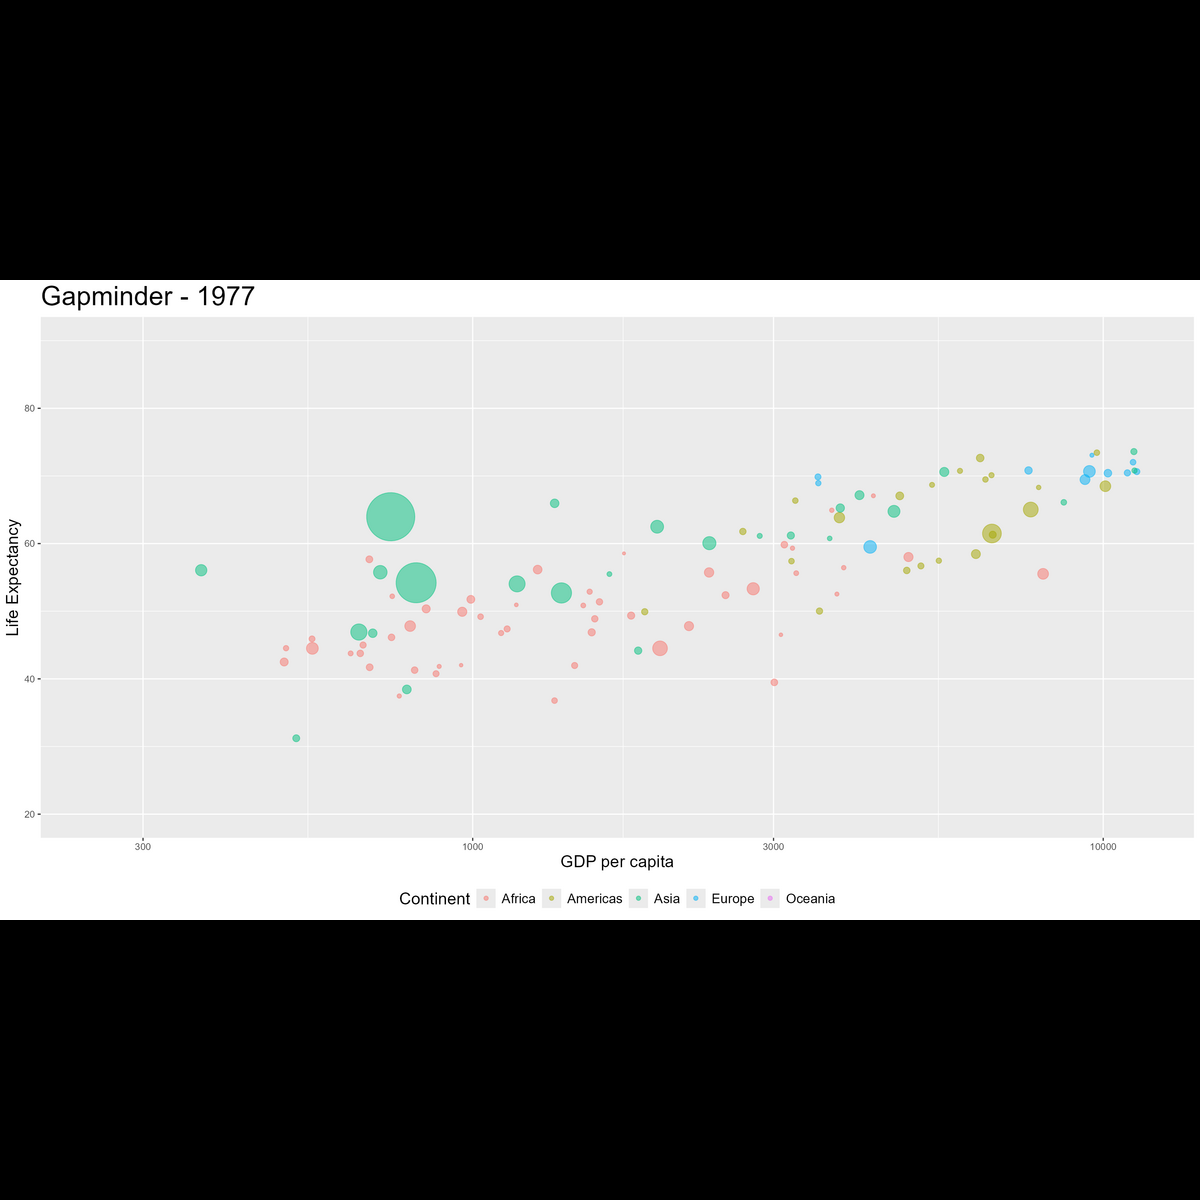 Gapminder - 1977
Life Expectancy
80
60
40
20
300 1000 3000 10000
GDP per capita
Continent Africa Americas Asia Europe Oceania